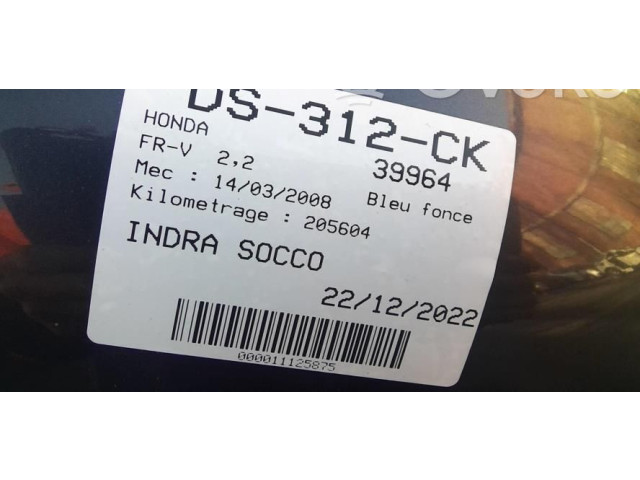 DS-312-CK
HONDA
FR-V 2,2 39964
Mec : 14/03/2008 Bleu fonce
Kilometrage : 205604
INDRA SOCCO
22/12/2022
000011125875